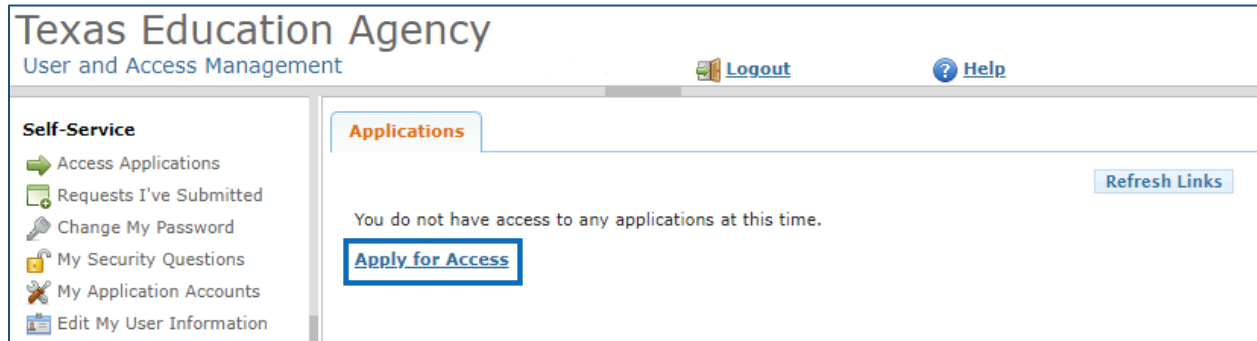 Texas Education Agency
User and Access Management
Logout
Help
Self-Service
Access Applications
Requests I've Submitted
Change My Password
My Security Questions
My Application Accounts
Edit My User Information
Applications
Refresh Links
You do not have access to any applications at this time.
Apply for Access